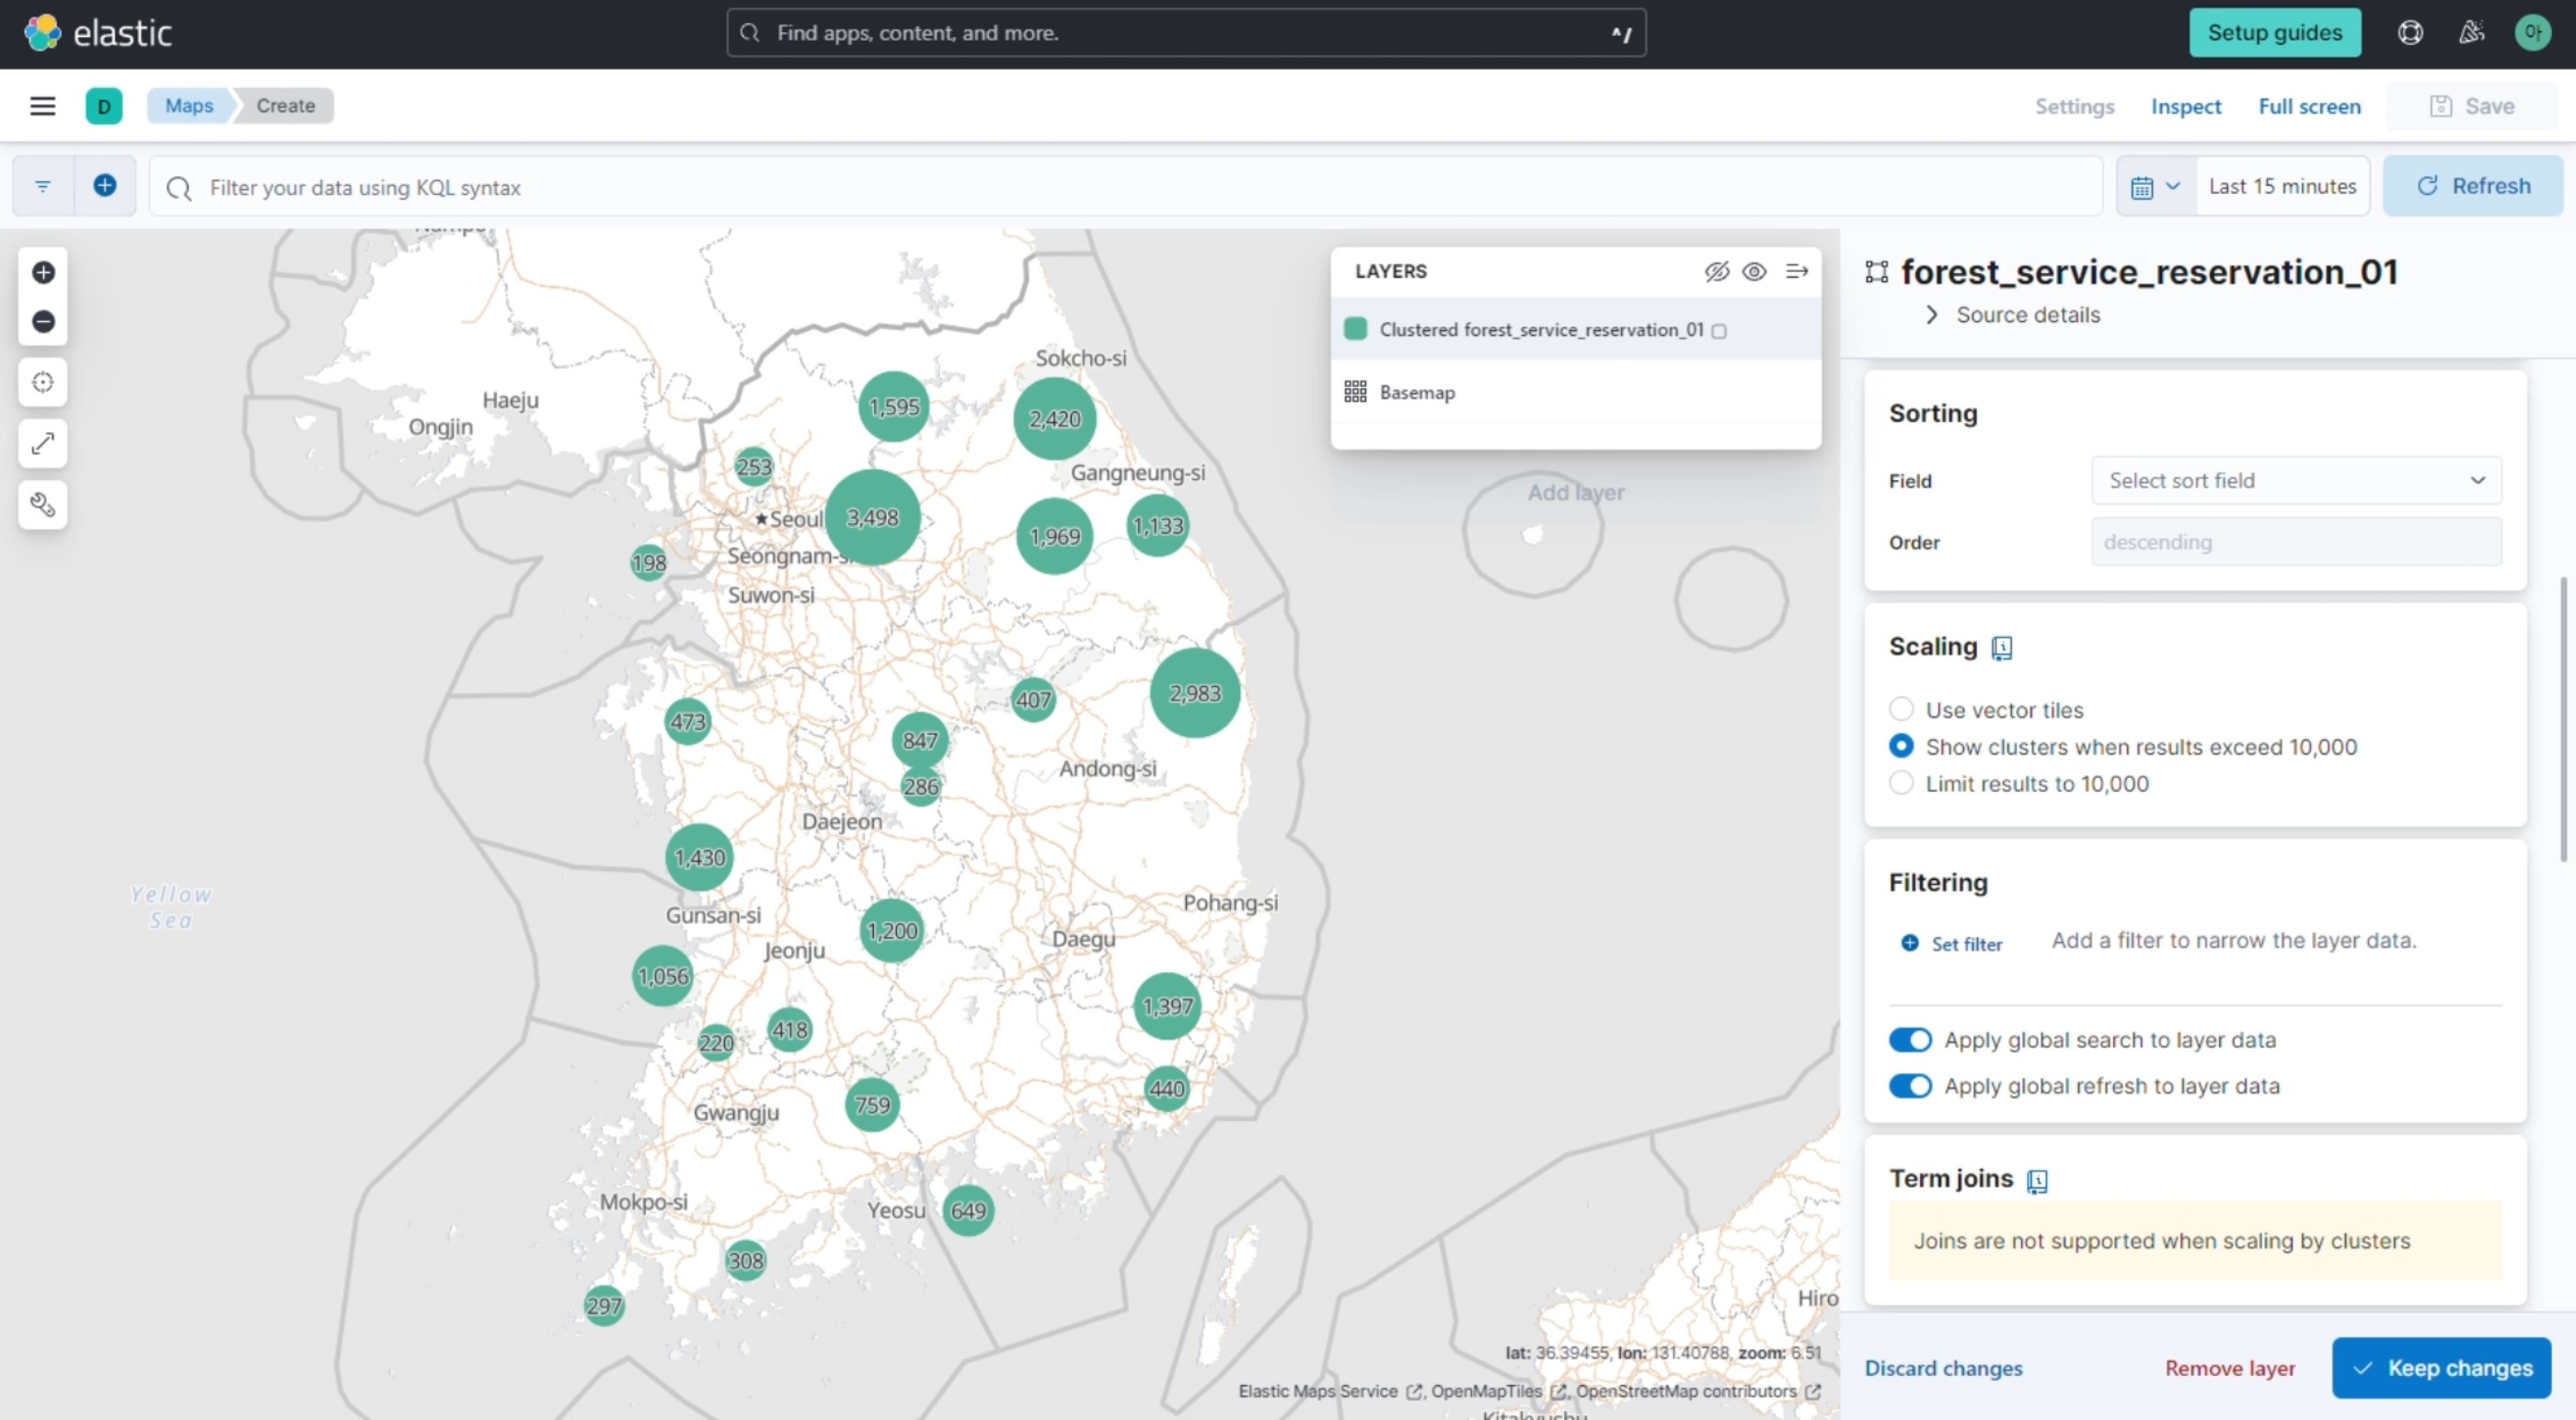 elastic
Find apps, content, and more.
^/
Setup guides
아
D
Maps
Create
Settings
Inspect
Full screen
Save
Filter your data using KQL syntax
Last 15 minutes
Refresh
LAYERS
Clustered forest_service_reservation_01
Basemap
Add layer
Sokcho-si
Haeju
Ongjin
1,595
2,420
253
Gangneung-si
★Seoul
3,498
1,969
1,133
198
Suwon-si
473
407
2,983
847
286
Andong-si
Daejeon
1,430
Yellow
Sea
Gunsan-si
1,200
Pohang-si
Jeonju
Daegu
1,056
1,397
220
418
440
Gwangju
759
Mokpo-si
Yeosu
649
308
297
Hiro
lat: 36.39455, lon: 131.40788, zoom: 6.51
Elastic Maps Service, OpenMapTiles, OpenStreetMap contributors
forest_service_reservation_01
Source details
Sorting
Field
Select sort field
Order
descending
Scaling
Use vector tiles
Show clusters when results exceed 10,000
Limit results to 10,000
Filtering
Set filter
Add a filter to narrow the layer data.
Apply global search to layer data
Apply global refresh to layer data
Term joins
Joins are not supported when scaling by clusters
Discard changes
Remove layer
Keep changes